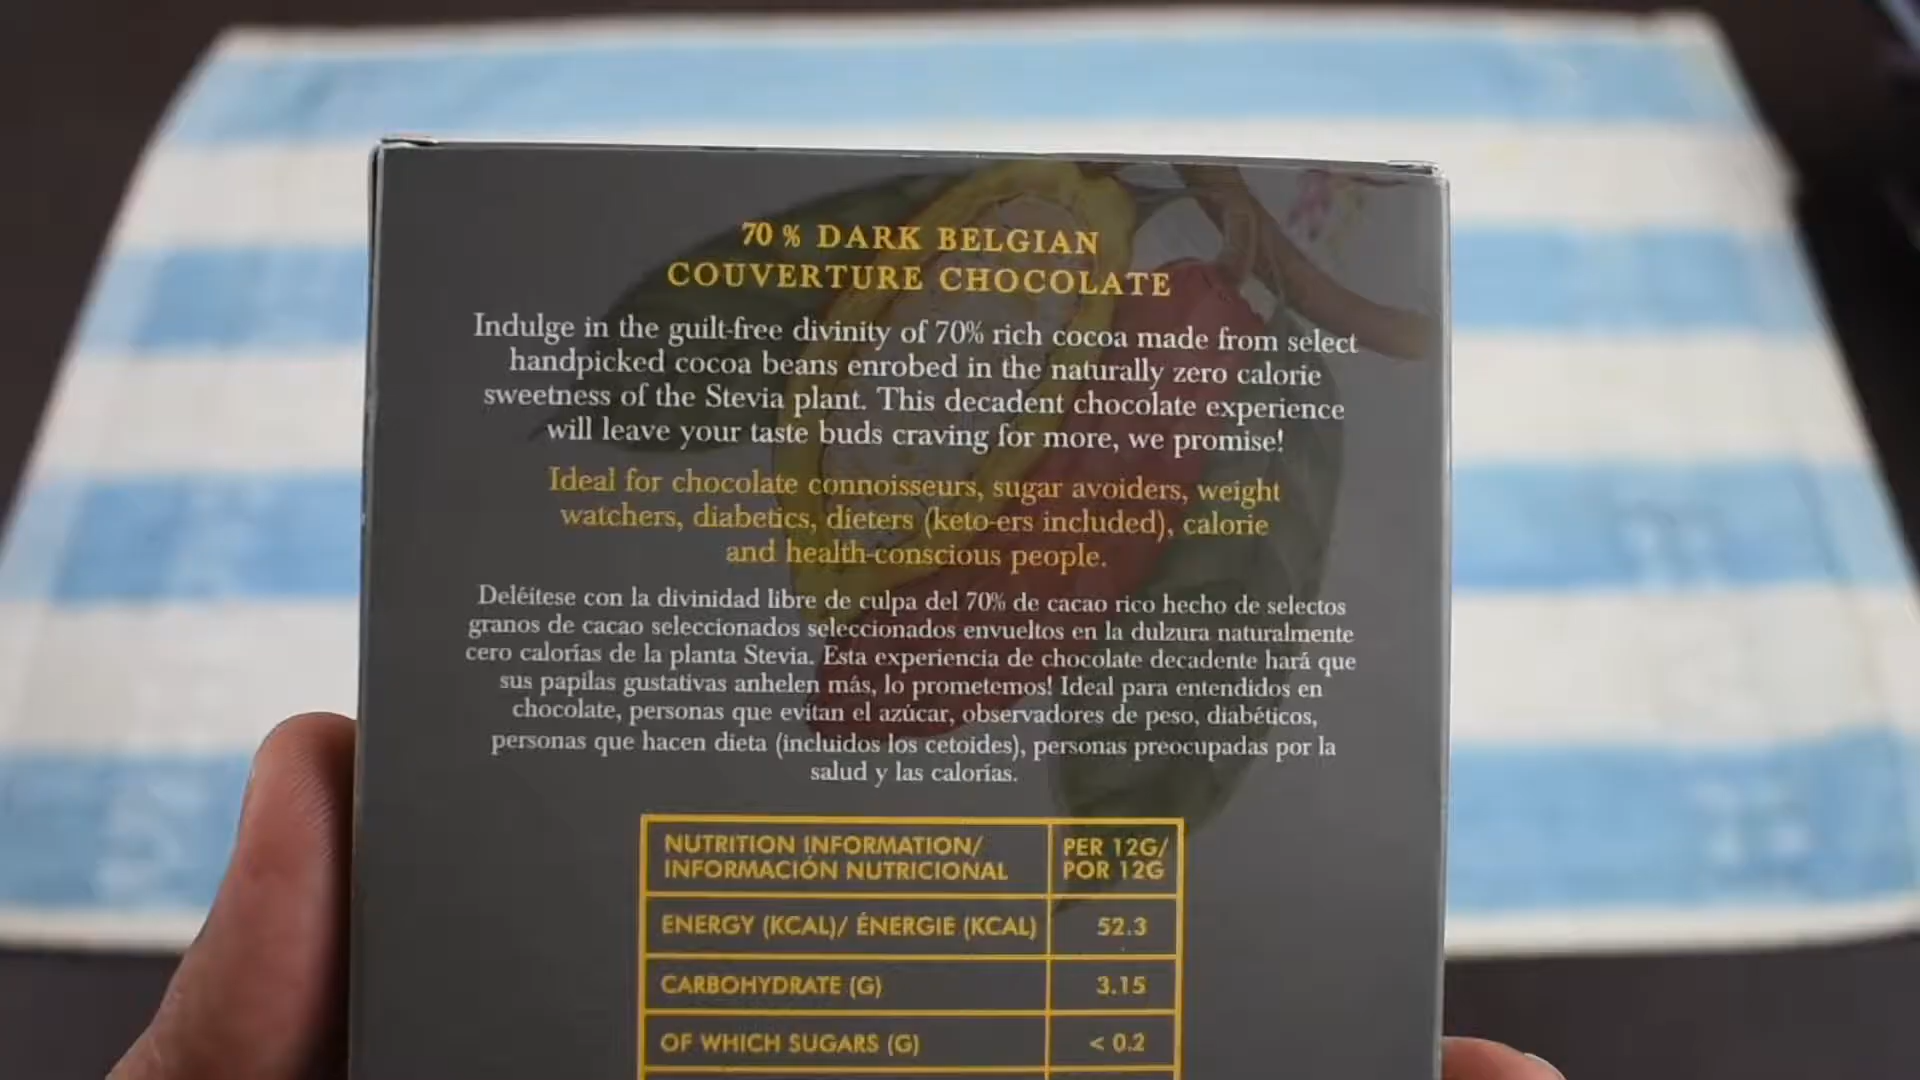 70 % DARK BELGIAN
COUVERTURE CHOCOLATE
Indulge in the guilt-free divinity of 70% rich cocoa made from select
handpicked cocoa beans enrobed in the naturally zero calorie
sweetness of the Stevia plant. This decadent chocolate experience
will leave your taste buds craving for more, we promise!
Ideal for chocolate connoisseurs, sugar avoiders, weight
watchers, diabetics, dieters (keto-ers included), calorie
and health-conscious people.
Deléitese con la divinidad libre de culpa del 70% de cacao rico hecho de selectos
granos de cacao seleccionados seleccionados envueltos en la dulzura naturalmente
cero calorías de la planta Stevia. Esta experiencia de chocolate decadente hará que
sus papilas gustativas anhelen más, lo prometemos! Ideal para entendidos en
chocolate, personas que evitan el azúcar, observadores de peso, diabéticos,
personas que hacen dieta (incluidos los cetoides), personas preocupadas por la
salud y las calorías.
NUTRITION INFORMATION/ PER 12G/
INFORMACIÓN NUTRICIONAL POR 12G
ENERGY (KCAL)/ ÉNERGIE (KCAL) 52.3
CARBOHYDRATE (G) 3.15
OF WHICH SUGARS (G) < 0.2